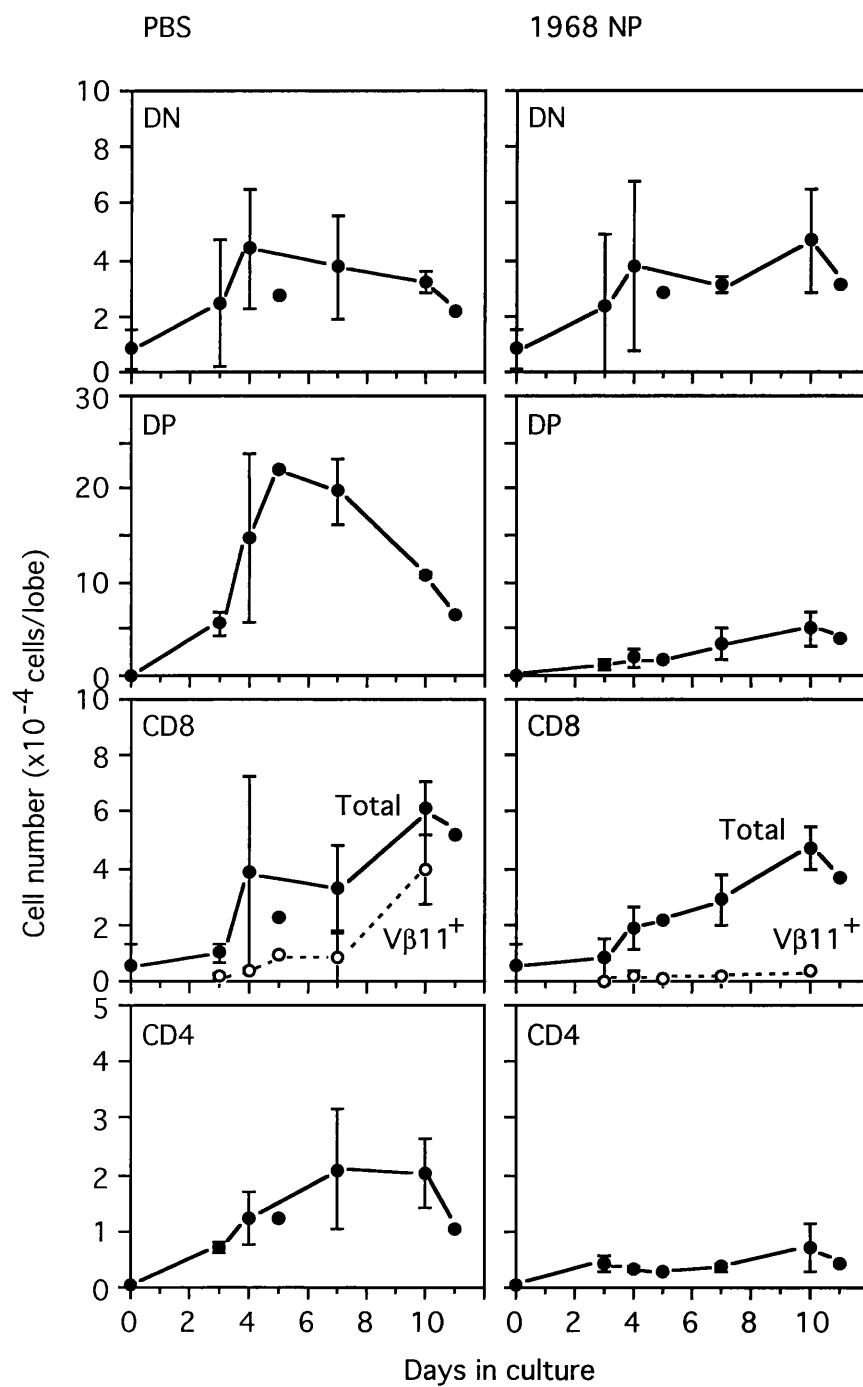 PBS 1968 NP
10 DN DN
8
6
4
2
0
30 DP DP
20
10
0
10 CD8 CD8
8
6 Total Total
4
2 Vβ11+ Vβ11+
0
5 CD4 CD4
4
3
2
1
0
0 2 4 6 8 10 0 2 4 6 8 10
Cell number (x10-4 cells/lobe)
Days in culture